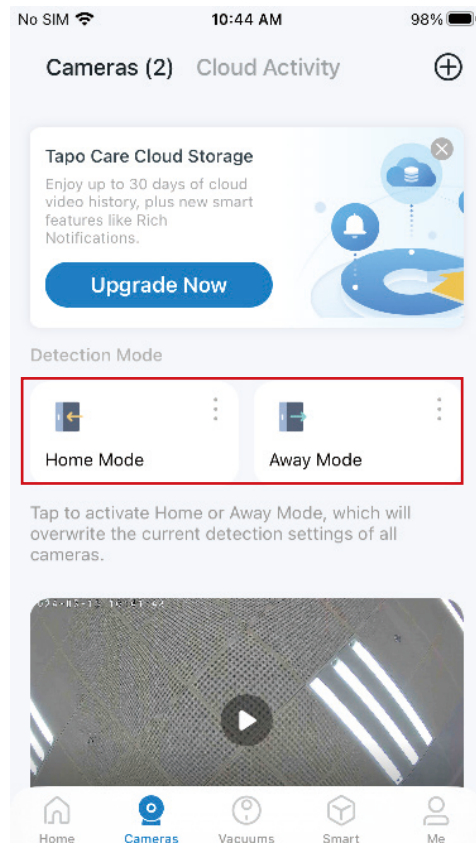 No SIM 10:44 AM 98%
Cameras (2) Cloud Activity
Tapo Care Cloud Storage
Enjoy up to 30 days of cloud
video history, plus new smart
features like Rich
Notifications.
Upgrade Now
Detection Mode
Home Mode Away Mode
Tap to activate Home or Away Mode, which will
overwrite the current detection settings of all
cameras.
Home Cameras Vacuums Smart Me